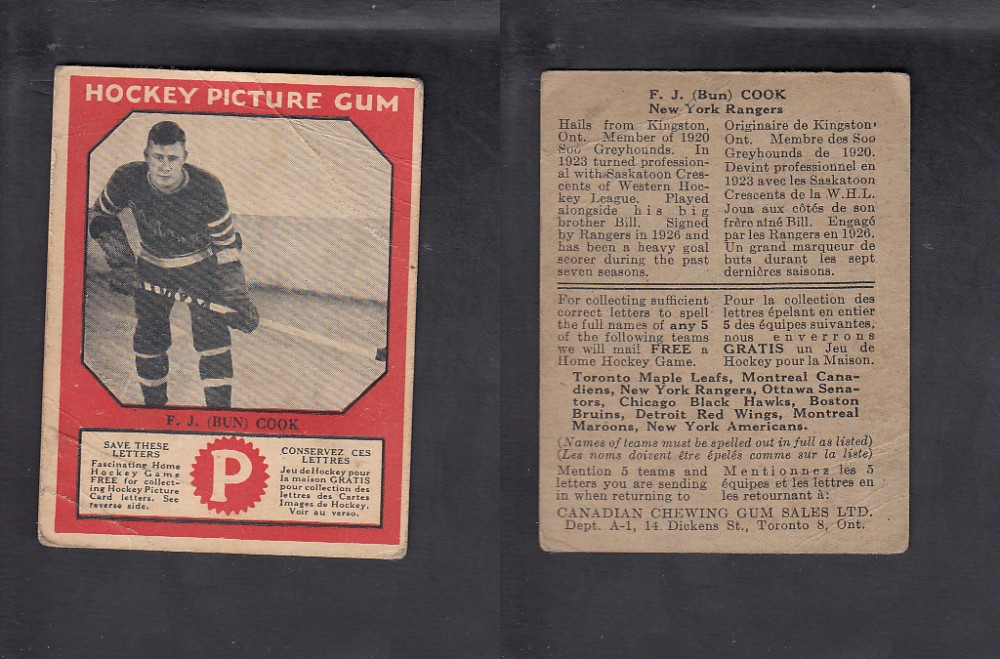 HOCKEY PICTURE GUM
F. J. (BUN) COOK
SAVE THESE
LETTERS
Fascinating Home
Hockey Game
FREE for collect-
ing Hockey Picture
Card letters. See
reverse side.
P
CONSERVEZ CES
LETTRES
Jeu de Hockey pour
la maison GRATIS
pour collection des
lettres des Cartes
Images de Hockey.
Voir au verso.
F. J. (Bun) COOK
New York Rangers
Hails from Kingston,
Ont. Member of 1920
Soo Greyhounds. In
1923 turned profession-
al with Saskatoon Cres-
cents of Western Hoc-
key League. Played
alongside his big
brother Bill. Signed
by Rangers in 1926 and
has been a heavy goal
scorer during the past
seven seasons.
Originaire de Kingston,
Ont. Membre des Soo
Greyhounds de 1920.
Devint professionnel en
1923 avec les Saskatoon
Crescents de la W.H.L.
Joua aux côtés de son
frère aîné Bill. Engagé
par les Rangers en 1926.
Un grand marqueur de
buts durant les sept
dernières saisons.
For collecting sufficient
correct letters to spell
the full names of any 5
of the following teams
we will mail FREE a
Home Hockey Game.
Pour la collection des
lettres épelant en entier
5 des équipes suivantes,
nous enverrons
GRATIS un Jeu de
Hockey pour la Maison.
Toronto Maple Leafs, Montreal Cana-
diens, New York Rangers, Ottawa Sena-
tors, Chicago Black Hawks, Boston
Bruins, Detroit Red Wings, Montreal
Maroons, New York Americans.
(Names of teams must be spelled out in full as listed)
(Les noms doivent être épelés comme sur la liste)
Mention 5 teams and
letters you are sending
in when returning to
Mentionnez les 5
équipes et les lettres en
les retournant à:
CANADIAN CHEWING GUM SALES LTD.
Dept. A-1, 14 Dickens St., Toronto 8, Ont.